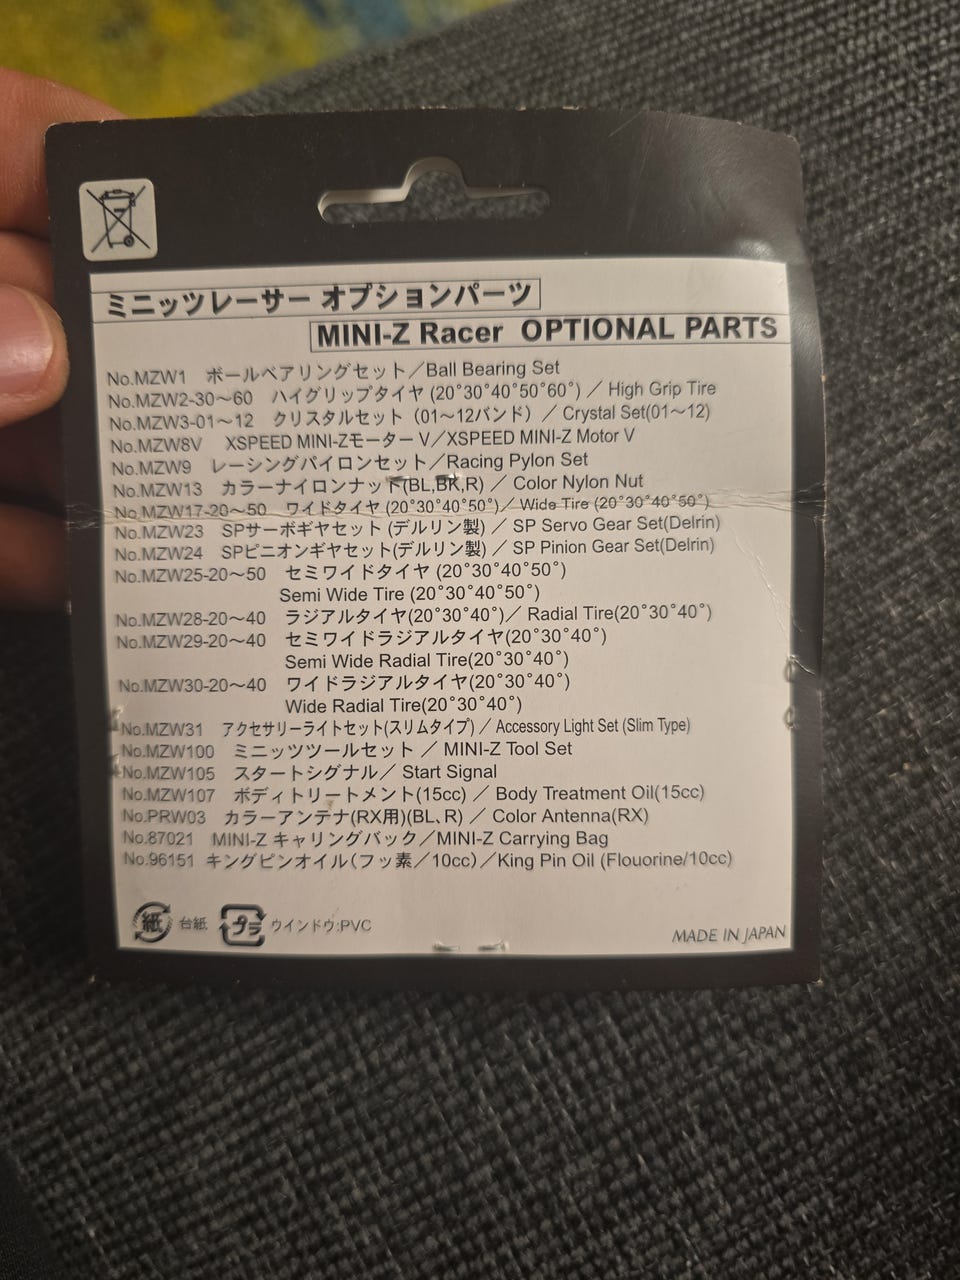 ミニッツレーサー オプションパーツ
MINI-Z Racer OPTIONAL PARTS
No.MZW1 ボールベアリングセット／Ball Bearing Set
No.MZW2-30～60 ハイグリップタイヤ (20˚30˚40˚50˚60˚) ／ High Grip Tire
No.MZW3-01～12 クリスタルセット（01～12バンド）／ Crystal Set(01～12)
No.MZW8V XSPEED MINI-Zモーター V／XSPEED MINI-Z Motor V
No.MZW9 レーシングパイロンセット／Racing Pylon Set
No.MZW13 カラーナイロンナット(BL,BK,R) ／ Color Nylon Nut
No.MZW17-20～50 ワイドタイヤ (20˚30˚40˚50˚)／ Wide Tire (20˚30˚40˚50˚)
No.MZW23 SPサーボギヤセット (デルリン製) ／ SP Servo Gear Set(Delrin)
No.MZW24 SPピニオンギヤセット(デルリン製) ／ SP Pinion Gear Set(Delrin)
No.MZW25-20～50 セミワイドタイヤ (20˚30˚40˚50˚)
Semi Wide Tire (20˚30˚40˚50˚)
No.MZW28-20～40 ラジアルタイヤ(20˚30˚40˚)／ Radial Tire(20˚30˚40˚)
No.MZW29-20～40 セミワイドラジアルタイヤ(20˚30˚40˚)
Semi Wide Radial Tire(20˚30˚40˚)
No.MZW30-20～40 ワイドラジアルタイヤ(20˚30˚40˚)
Wide Radial Tire(20˚30˚40˚)
No.MZW31 アクセサリーライトセット(スリムタイプ) ／ Accessory Light Set (Slim Type)
No.MZW100 ミニッツツールセット ／ MINI-Z Tool Set
No.MZW105 スタートシグナル／ Start Signal
No.MZW107 ボディトリートメント(15cc) ／ Body Treatment Oil(15cc)
No.PRW03 カラーアンテナ(RX用)(BL、R) ／ Color Antenna(RX)
No.87021 MINI-Z キャリングバック／MINI-Z Carrying Bag
No.96151 キングピンオイル（フッ素／10cc）／King Pin Oil (Flouorine/10cc)
紙 台紙 プラ ウインドウ:PVC
MADE IN JAPAN